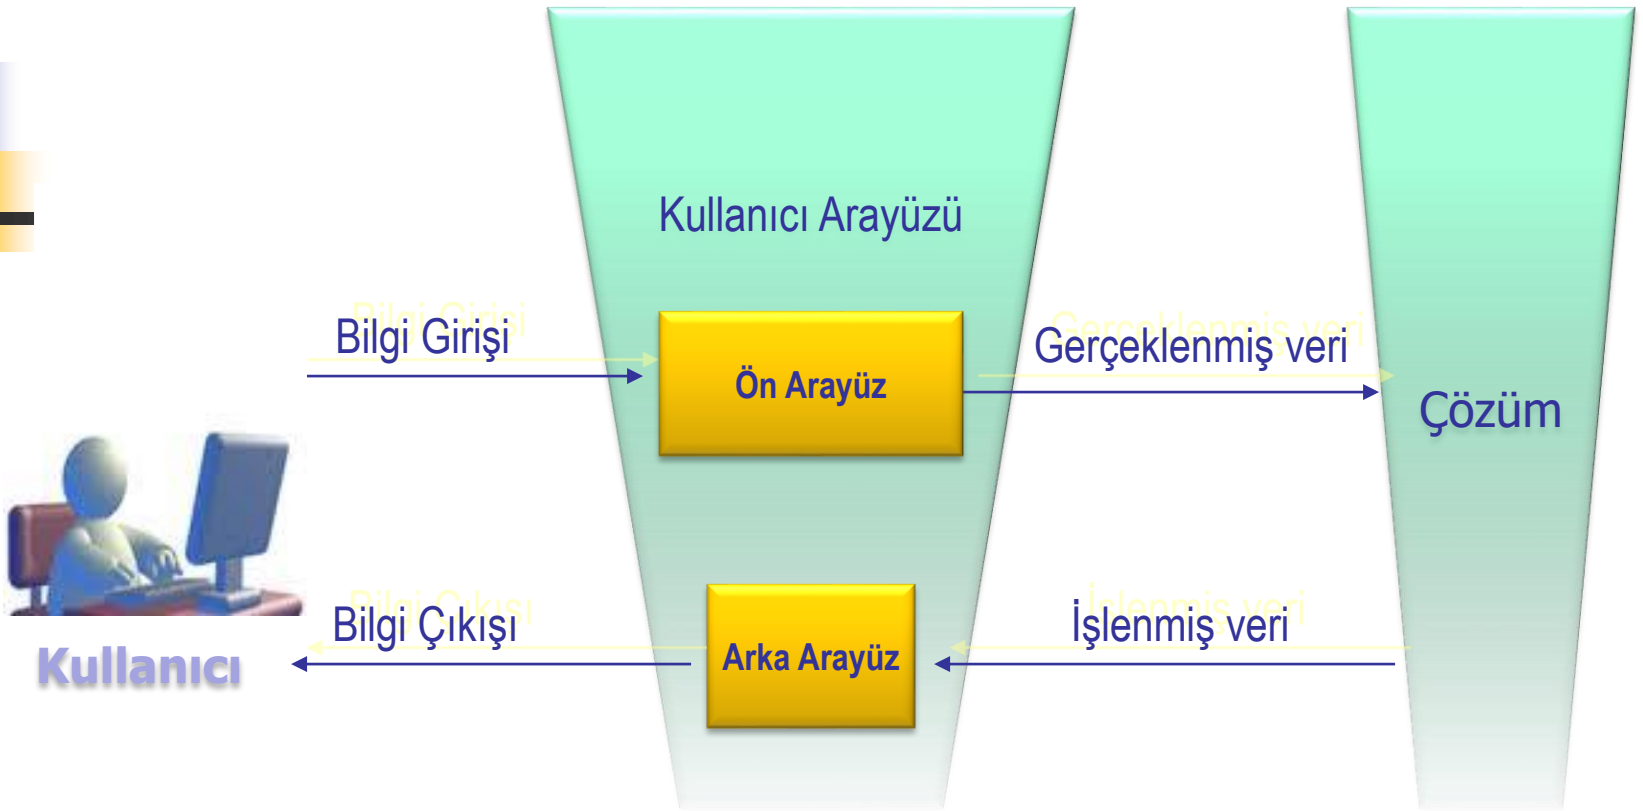 Kullanıcı Arayüzü
Bilgi Girişi
Ön Arayüz
Gerçeklenmiş veri
Çözüm
Bilgi Çıkışı
Arka Arayüz
İşlenmiş veri
Kullanıcı